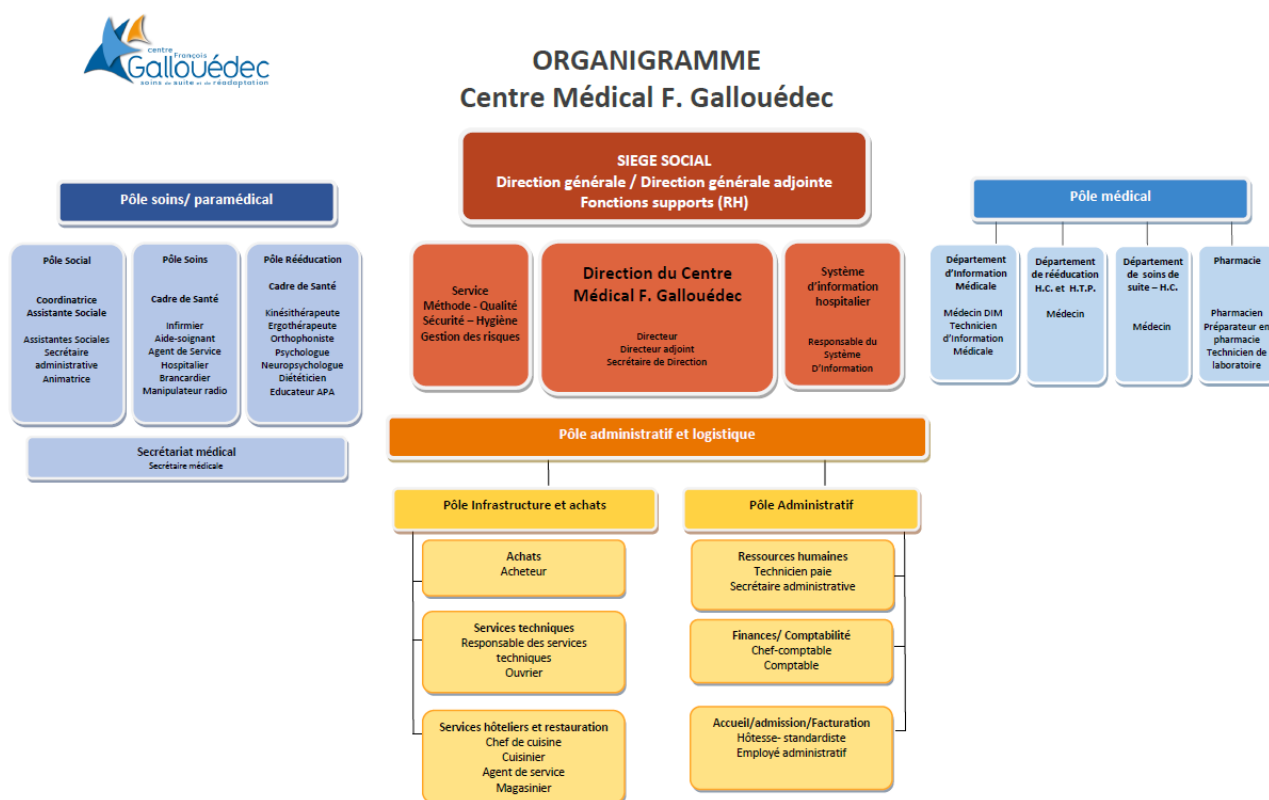 centre
François
Gallouédec
soins de suite et de réadaptation
ORGANIGRAMME
Centre Médical F. Gallouédec
SIEGE SOCIAL
Direction générale / Direction générale adjointe
Fonctions supports (RH)
Pôle soins/ paramédical
Pôle Social
Coordinatrice
Assistante Sociale
Assistantes Sociales
Secrétaire
administrative
Animatrice
Pôle Soins
Cadre de Santé
Infirmier
Aide-soignant
Agent de Service
Hospitalier
Brancardier
Manipulateur radio
Pôle Rééducation
Cadre de Santé
Kinésithérapeute
Ergothérapeute
Orthophoniste
Psychologue
Neuropsychologue
Diététicien
Educateur APA
Secrétariat médical
Secrétaire médicale
Service
Méthode - Qualité
Sécurité – Hygiène
Gestion des risques
Direction du Centre
Médical F. Gallouédec
Directeur
Directeur adjoint
Secrétaire de Direction
Système
d'information
hospitalier
Responsable du
Système
D'information
Pôle médical
Département
d'Information
Médicale
Médecin DIM
Technicien
d'Information
Médicale
Département
de rééducation
H.C. et H.T.P.
Médecin
Département
de soins de
suite – H.C.
Médecin
Pharmacie
Pharmacien
Préparateur en
pharmacie
Technicien de
laboratoire
Pôle administratif et logistique
Pôle Infrastructure et achats
Achats
Acheteur
Services techniques
Responsable des services
techniques
Ouvrier
Services hôteliers et restauration
Chef de cuisine
Cuisinier
Agent de service
Magasinier
Pôle Administratif
Ressources humaines
Technicien paie
Secrétaire administrative
Finances/ Comptabilité
Chef-comptable
Comptable
Accueil/admission/Facturation
Hôtesse- standardiste
Employé administratif